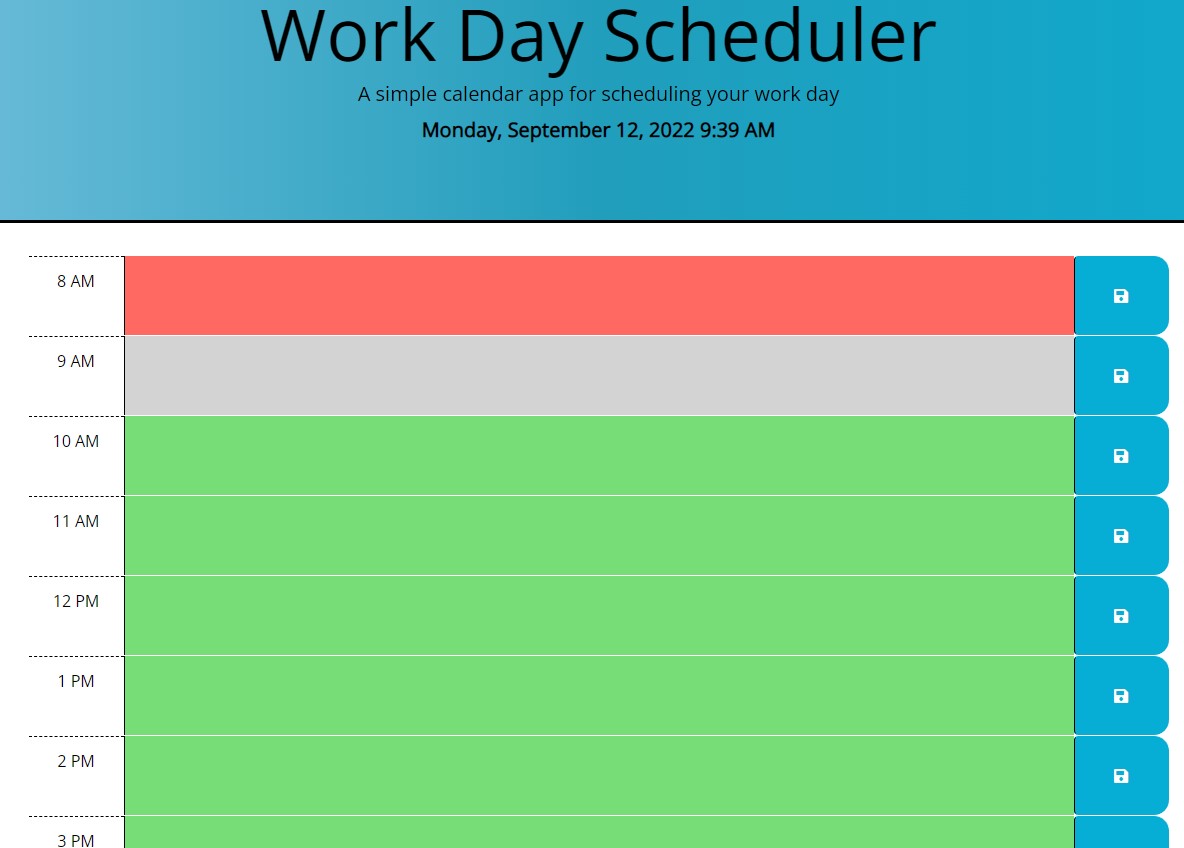 Work Day Scheduler
A simple calendar app for scheduling your work day
Monday, September 12, 2022 9:39 AM
8 AM
9 AM
10 AM
11 AM
12 PM
1 PM
2 PM
3 PM